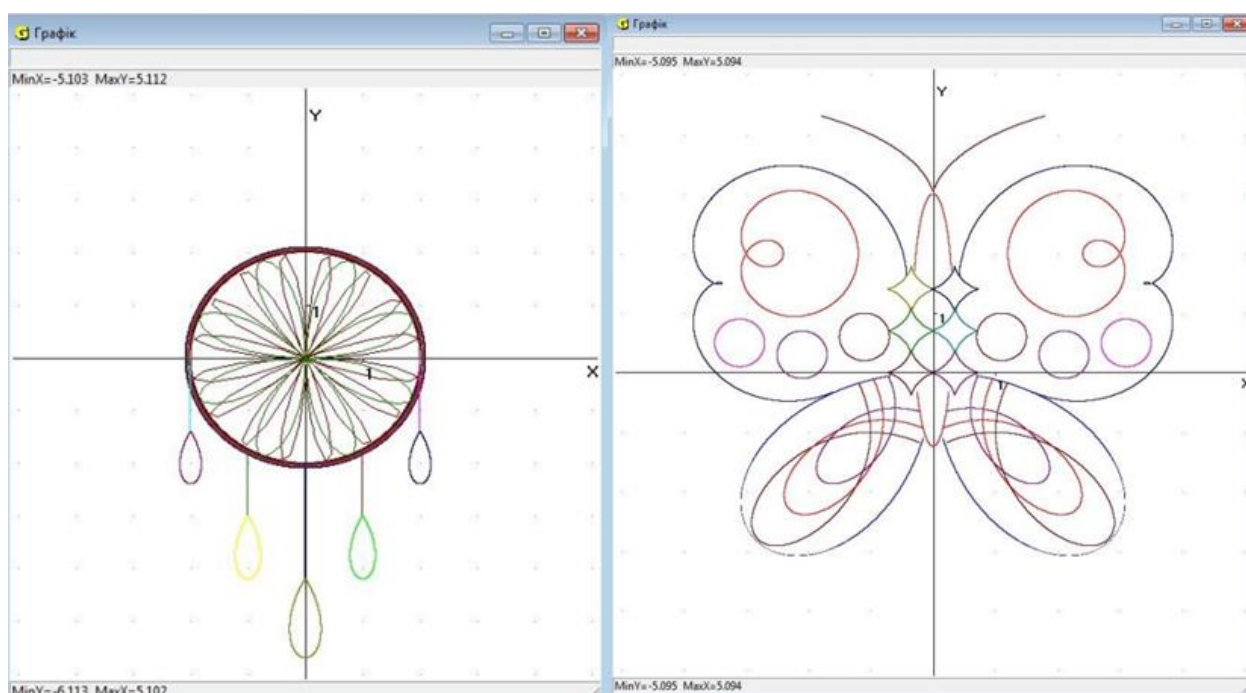 Графік
MinX=-5.103 MaxY=5.112
Y
1
1
X
MinY=-6.113 MaxX=5.102
Графік
MinX=-5.095 MaxY=5.094
Y
1
1
X
MinY=-5.095 MaxX=5.094